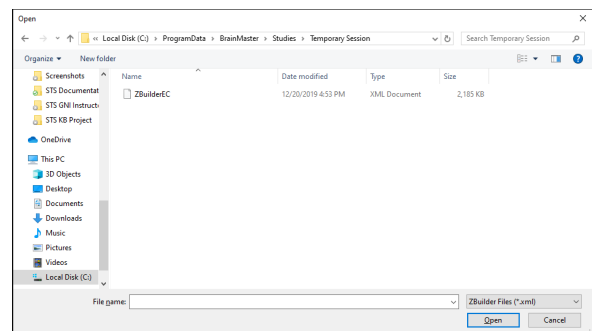 Open
« Local Disk (C:) > ProgramData > BrainMaster > Studies > Temporary Session
Search Temporary Session
Organize
New folder
Screenshots
STS Documentat
STS GNI Instructi
STS KB Project
OneDrive
This PC
3D Objects
Desktop
Documents
Downloads
Music
Pictures
Videos
Local Disk (C:)
Name Date modified Type Size
ZBuilderEC 12/20/2019 4:53 PM XML Document 2,185 KB
File name:
ZBuilder Files (*.xml)
Open Cancel